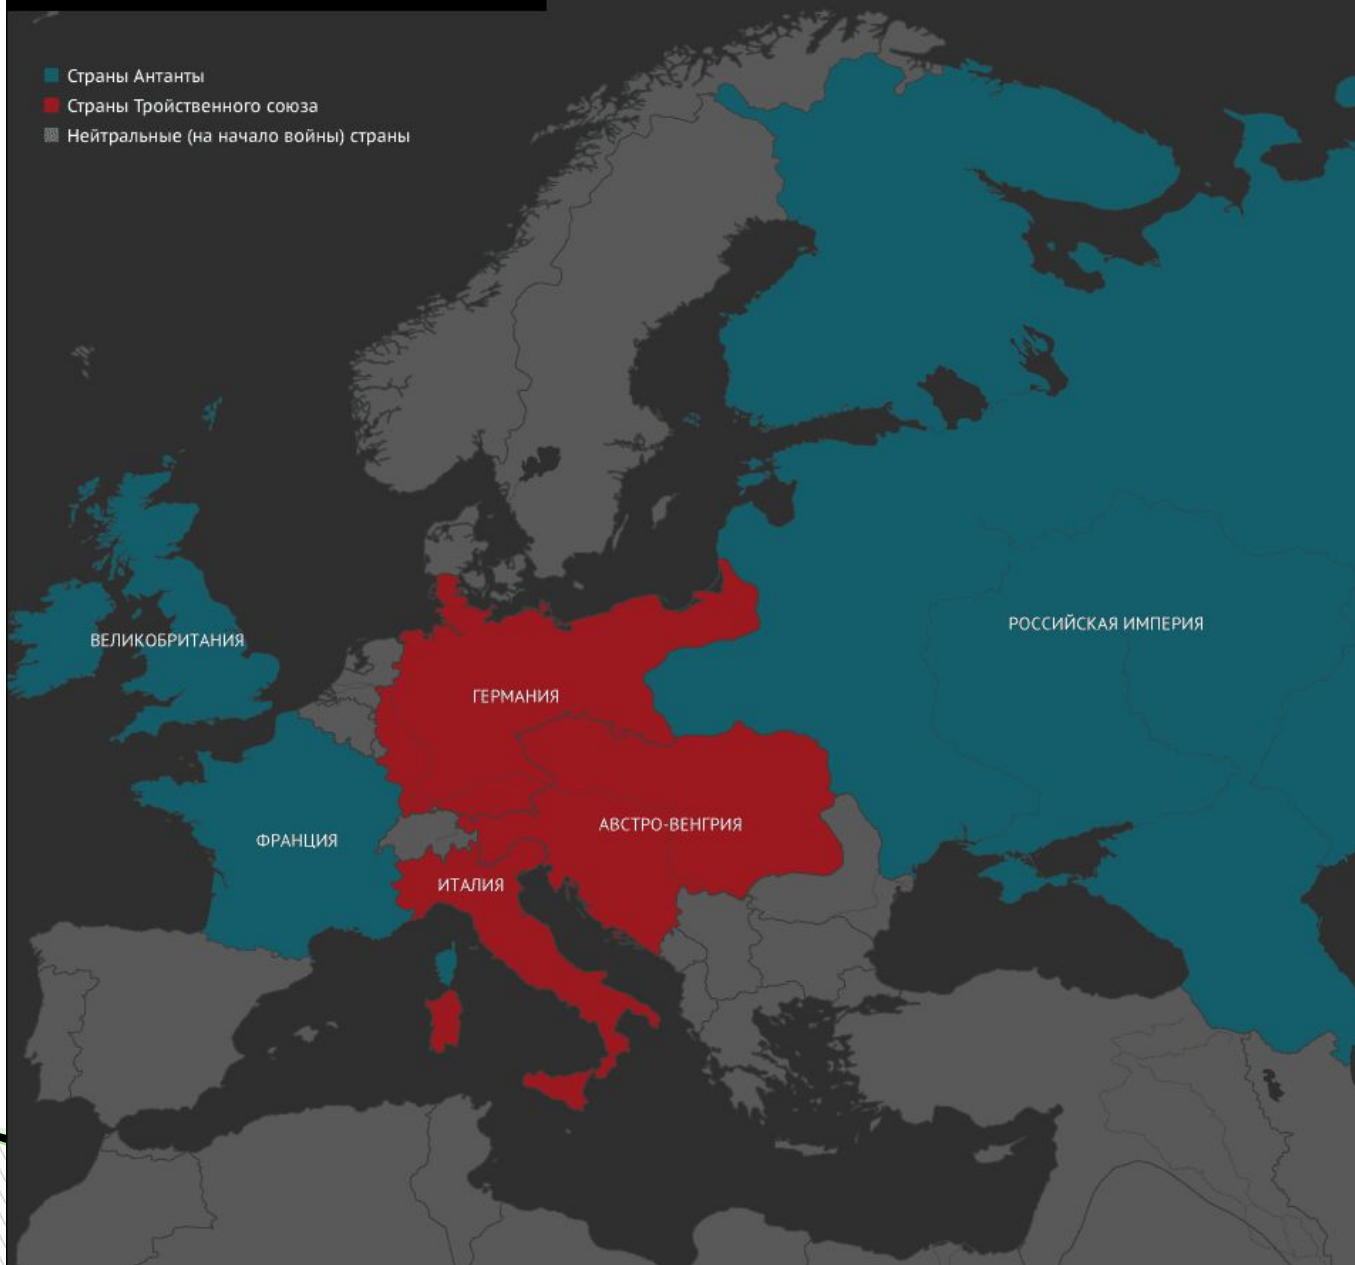 Страны Антанты
Страны Тройственного союза
Нейтральные (на начало войны) страны
РОССИЙСКАЯ ИМПЕРИЯ
ВЕЛИКОБРИТАНИЯ
ГЕРМАНИЯ
АВСТРО-ВЕНГРИЯ
ФРАНЦИЯ
ИТАЛИЯ